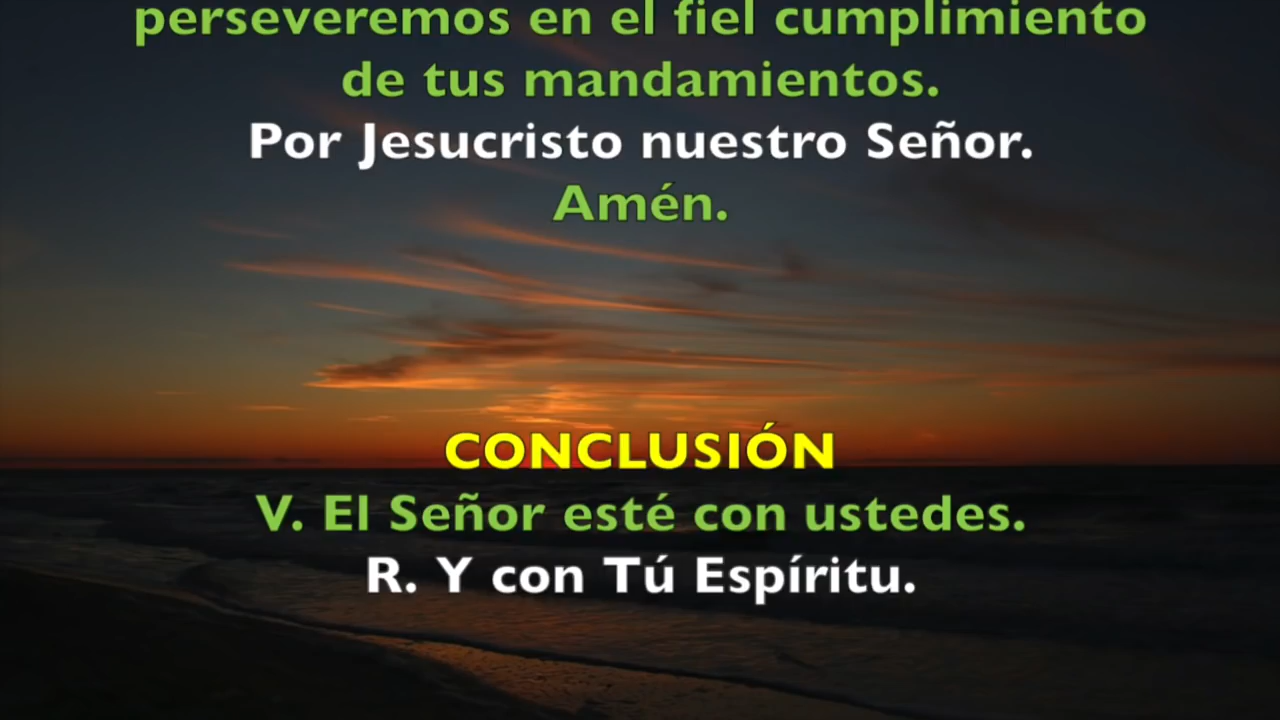 perseveremos en el fiel cumplimiento
de tus mandamientos.
Por Jesucristo nuestro Señor.
Amén.
CONCLUSIÓN
V. El Señor esté con ustedes.
R. Y con Tú Espíritu.